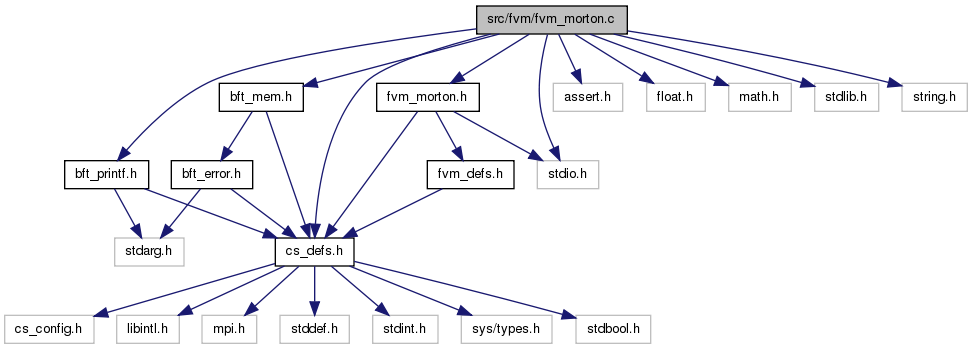 src/fvm/fvm_morton.c
bft_mem.h
fvm_morton.h
assert.h
float.h
math.h
stdlib.h
string.h
bft_printf.h
bft_error.h
fvm_defs.h
stdio.h
stdarg.h
cs_defs.h
cs_config.h
libintl.h
mpi.h
stddef.h
stdint.h
sys/types.h
stdbool.h